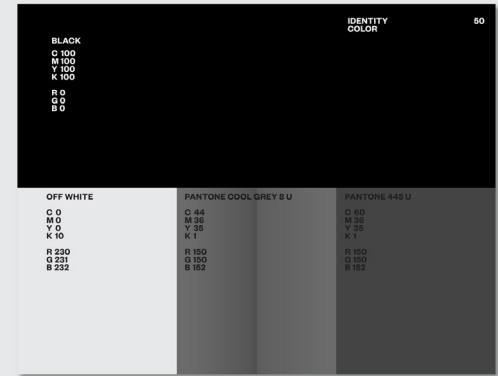 IDENTITY
COLOR
50
BLACK
C 100
M 100
Y 100
K 100
R 0
G 0
B 0
OFF WHITE
C 0
M 0
Y 0
K 10
R 230
G 231
B 232
PANTONE COOL GREY 8 U
C 44
M 36
Y 35
K 1
R 150
G 150
B 152
PANTONE 445 U
C 60
M 36
Y 35
K 1
R 150
G 150
B 152